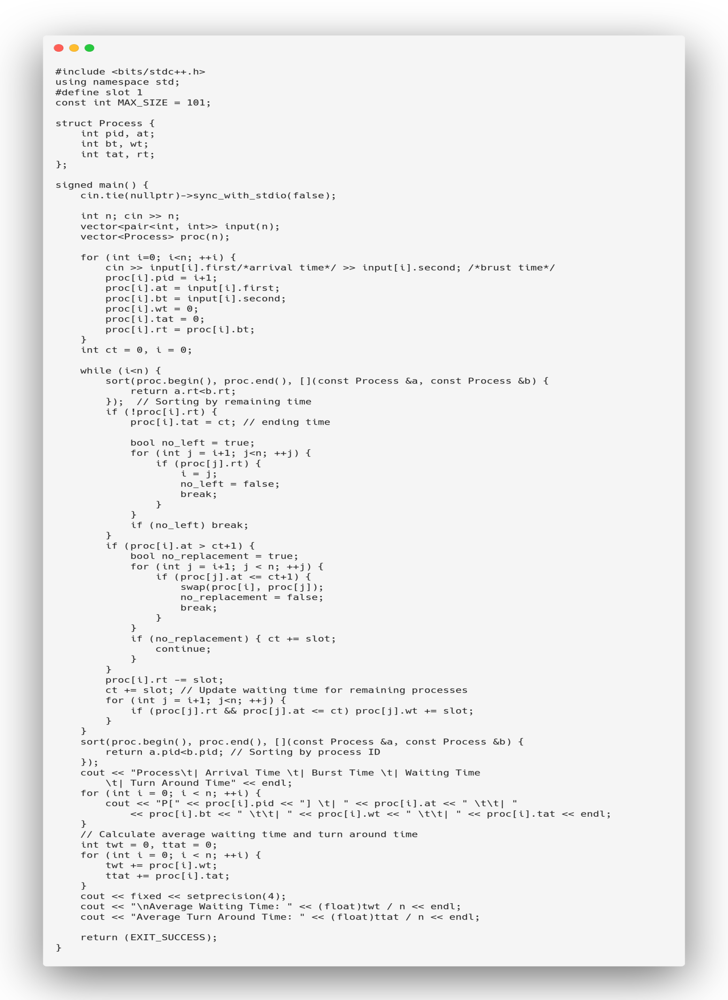 #include <bits/stdc++.h>
using namespace std;
#define slot 1
const int MAX_SIZE = 101;

struct Process {
    int pid, at;
    int bt, wt;
    int tat, rt;
};

signed main() {
    cin.tie(nullptr)->sync_with_stdio(false);

    int n; cin >> n;
    vector<pair<int, int>> input(n);
    vector<Process> proc(n);

    for (int i=0; i<n; ++i) {
        cin >> input[i].first/*arrival time*/ >> input[i].second; /*brust time*/
        proc[i].pid = i+1;
        proc[i].at = input[i].first;
        proc[i].bt = input[i].second;
        proc[i].wt = 0;
        proc[i].tat = 0;
        proc[i].rt = proc[i].bt;
    }
    int ct = 0, i = 0;

    while (i<n) {
        sort(proc.begin(), proc.end(), [](const Process &a, const Process &b) {
            return a.rt<b.rt;
        });  // Sorting by remaining time
        if (!proc[i].rt) {
            proc[i].tat = ct; // ending time

            bool no_left = true;
            for (int j = i+1; j<n; ++j) {
                if (proc[j].rt) {
                    i = j;
                    no_left = false;
                    break;
                }
            }
            if (no_left) break;
        }
        if (proc[i].at > ct+1) {
            bool no_replacement = true;
            for (int j = i+1; j < n; ++j) {
                if (proc[j].at <= ct+1) {
                    swap(proc[i], proc[j]);
                    no_replacement = false;
                    break;
                }
            }
            if (no_replacement) { ct += slot;
                continue;
            }
        }
        proc[i].rt -= slot;
        ct += slot; // Update waiting time for remaining processes
        for (int j = i+1; j<n; ++j) {
            if (proc[j].rt && proc[j].at <= ct) proc[j].wt += slot;
        }
    }
    sort(proc.begin(), proc.end(), [](const Process &a, const Process &b) {
        return a.pid<b.pid; // Sorting by process ID
    });
    cout << "Process\t| Arrival Time \t| Burst Time \t| Waiting Time
        \t| Turn Around Time" << endl;
    for (int i = 0; i < n; ++i) {
        cout << "P[" << proc[i].pid << "] \t| " << proc[i].at << " \t\t| "
            << proc[i].bt << " \t\t| " << proc[i].wt << " \t\t| " << proc[i].tat << endl;
    }
    // Calculate average waiting time and turn around time
    int twt = 0, ttat = 0;
    for (int i = 0; i < n; ++i) {
        twt += proc[i].wt;
        ttat += proc[i].tat;
    }
    cout << fixed << setprecision(4);
    cout << "\nAverage Waiting Time: " << (float)twt / n << endl;
    cout << "Average Turn Around Time: " << (float)ttat / n << endl;

    return (EXIT_SUCCESS);
}